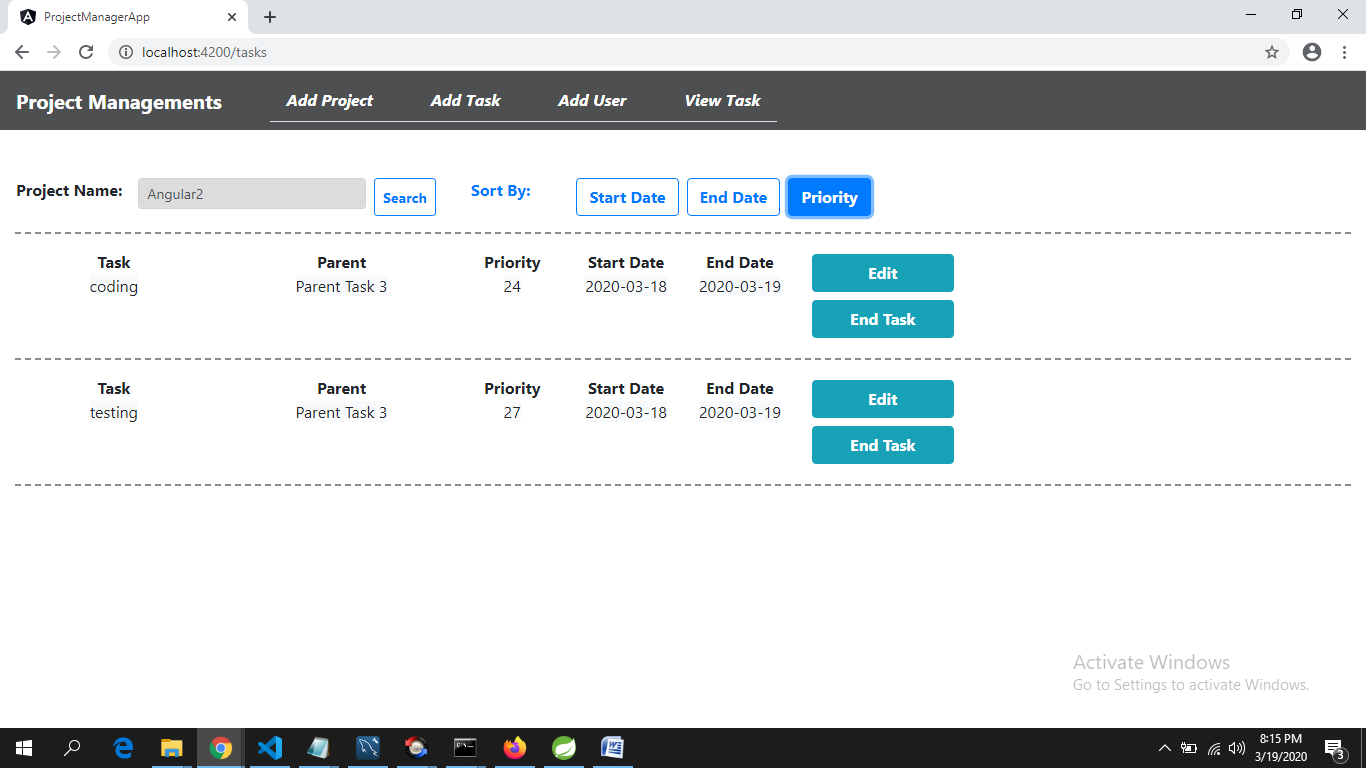 ProjectManagerApp
localhost:4200/tasks
Project Managements Add Project Add Task Add User View Task
Project Name: Angular2 Search Sort By: Start Date End Date Priority
Task Parent Priority Start Date End Date Edit
coding Parent Task 3 24 2020-03-18 2020-03-19
End Task
Task Parent Priority Start Date End Date Edit
testing Parent Task 3 27 2020-03-18 2020-03-19
End Task
Activate Windows
Go to Settings to activate Windows.
8:15 PM
3/19/2020
3